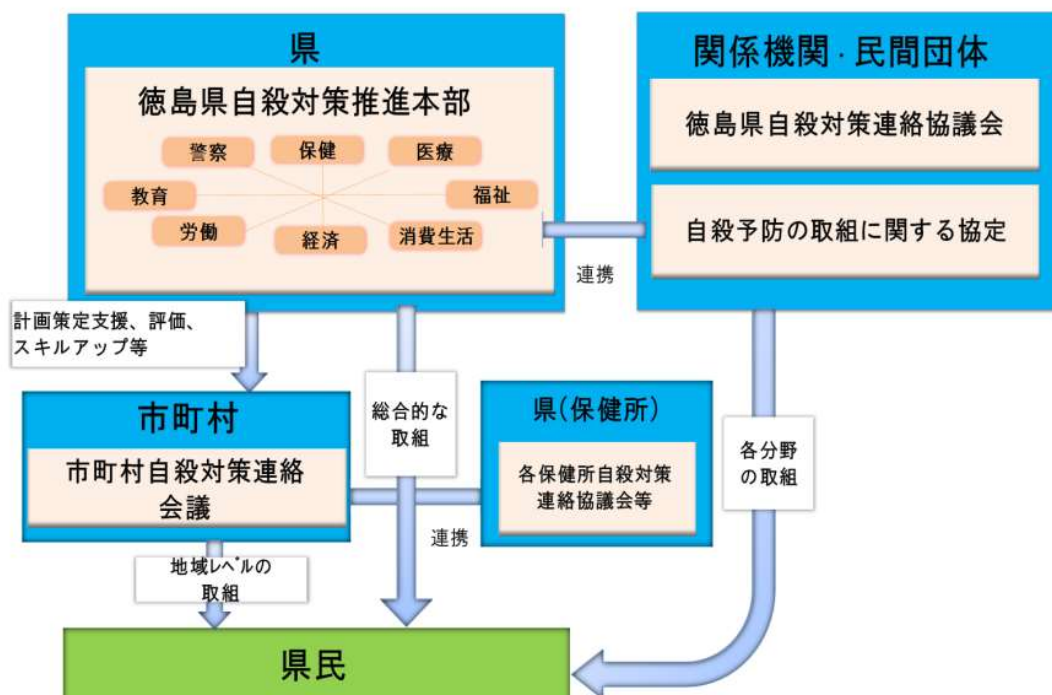 県
徳島県自殺対策推進本部
警察
保健
医療
教育
福祉
労働
経済
消費生活
関係機関・民間団体
徳島県自殺対策連絡協議会
自殺予防の取組に関する協定
連携
計画策定支援、評価、
スキルアップ等
市町村
市町村自殺対策連絡
会議
総合的な
取組
県(保健所)
各保健所自殺対策
連絡協議会等
連携
各分野
の取組
地域レベルの
取組
県民